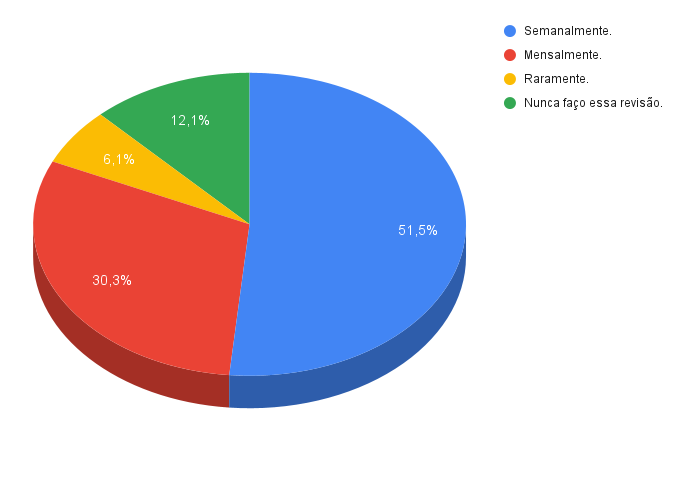 Semanalmente.
Mensalmente.
Raramente.
Nunca faço essa revisão.
12,1%
6,1%
51,5%
30,3%